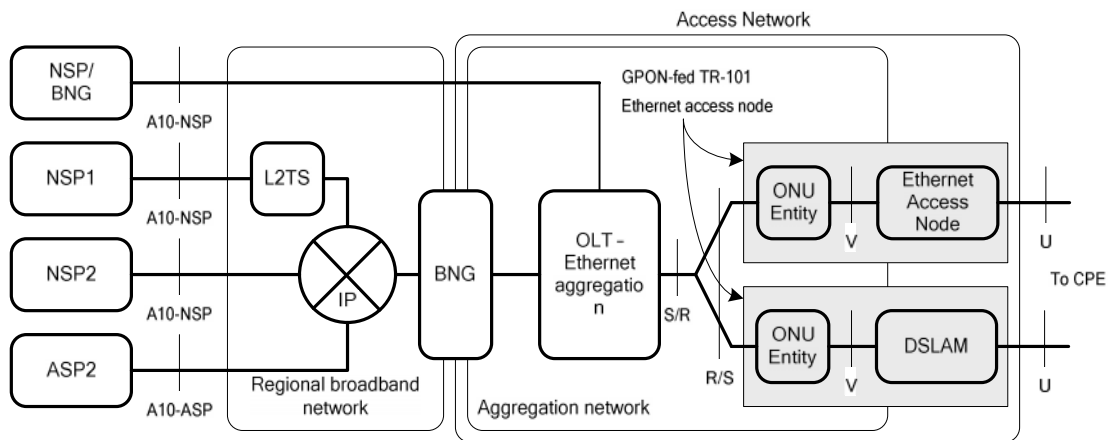 Access Network
NSP/
BNG
A10-NSP
GPON-fed TR-101
Ethernet access node
NSP1
A10-NSP
L2TS
ONU
Entity
V
Ethernet
Access
Node
U
NSP2
A10-NSP
IP
BNG
OLT –
Ethernet
aggregatio
n
S/R
To CPE
ASP2
A10-ASP
Regional broadband
network
Aggregation network
R/S
ONU
Entity
V
DSLAM
U